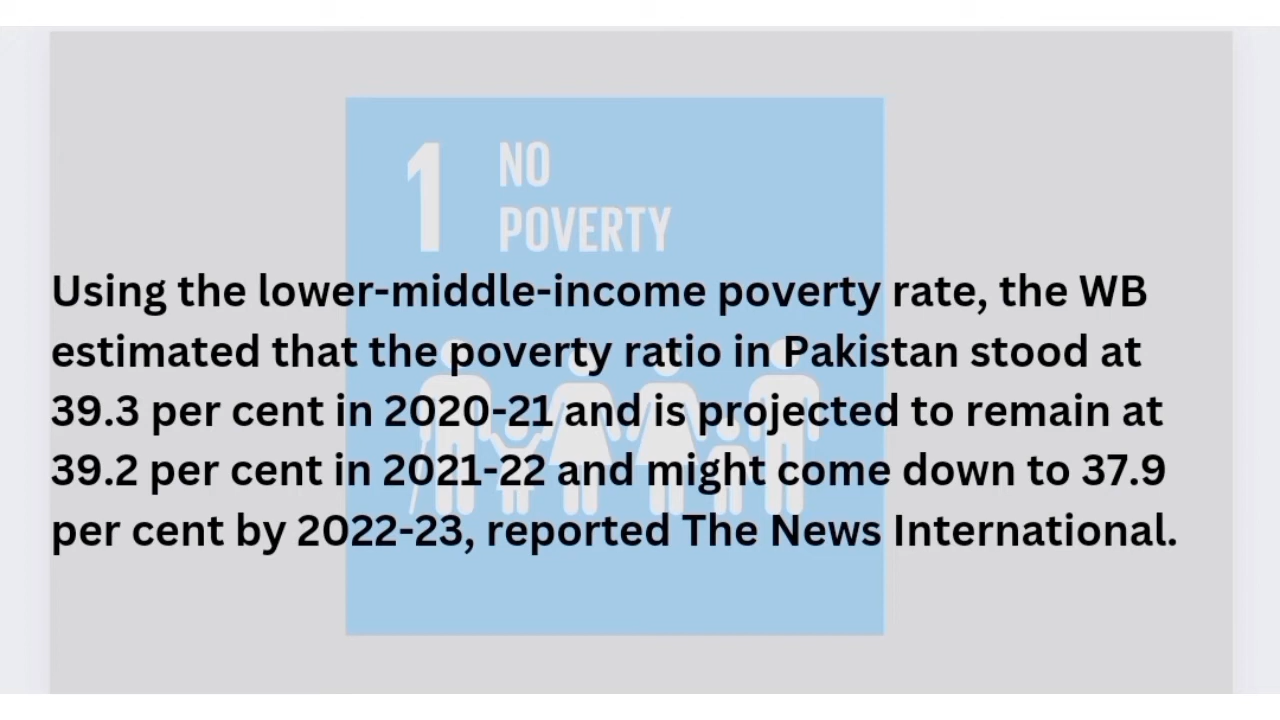 1
NO
POVERTY
Using the lower-middle-income poverty rate, the WB
estimated that the poverty ratio in Pakistan stood at
39.3 per cent in 2020-21 and is projected to remain at
39.2 per cent in 2021-22 and might come down to 37.9
per cent by 2022-23, reported The News International.